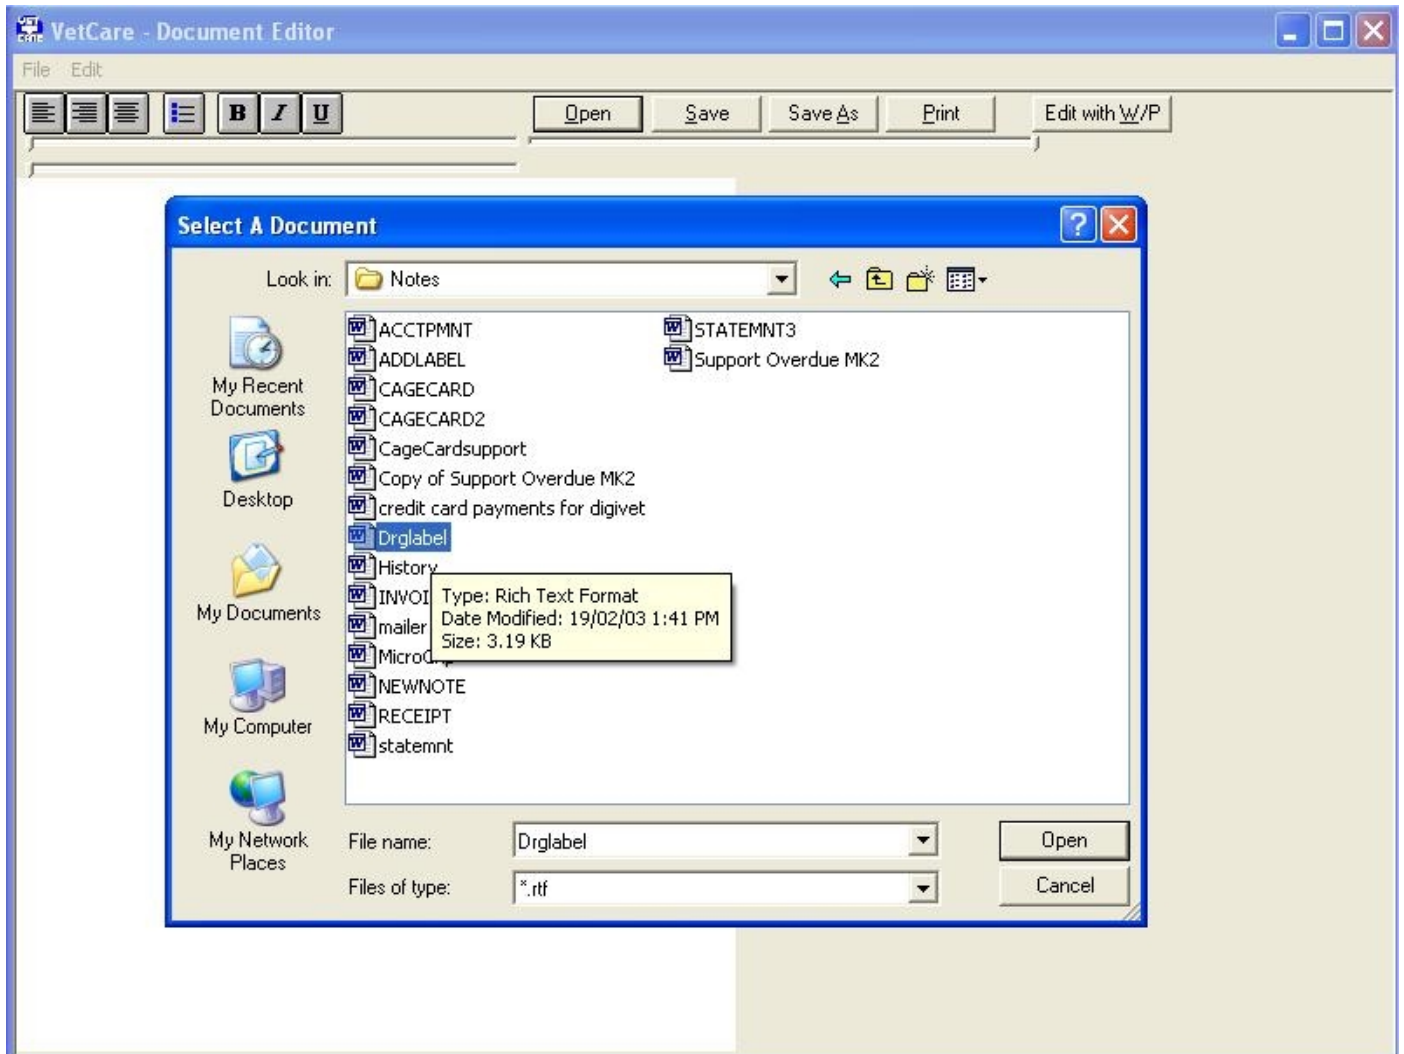 VET CARE
VetCare - Document Editor
File Edit
B I U Open Save Save As Print Edit with W/P
Select A Document
Look in: Notes
My Recent Documents
Desktop
My Documents
My Computer
My Network Places
ACCTPMNT
ADDLABEL
CAGECARD
CAGECARD2
CageCardsupport
Copy of Support Overdue MK2
credit card payments for digivet
Drglabel
History
INVOI
mailer
NEWNOTE
RECEIPT
statemnt
STATEMNT3
Support Overdue MK2
Type: Rich Text Format
Date Modified: 19/02/03 1:41 PM
Size: 3.19 KB
File name: Drglabel
Open
Files of type: *.rtf
Cancel